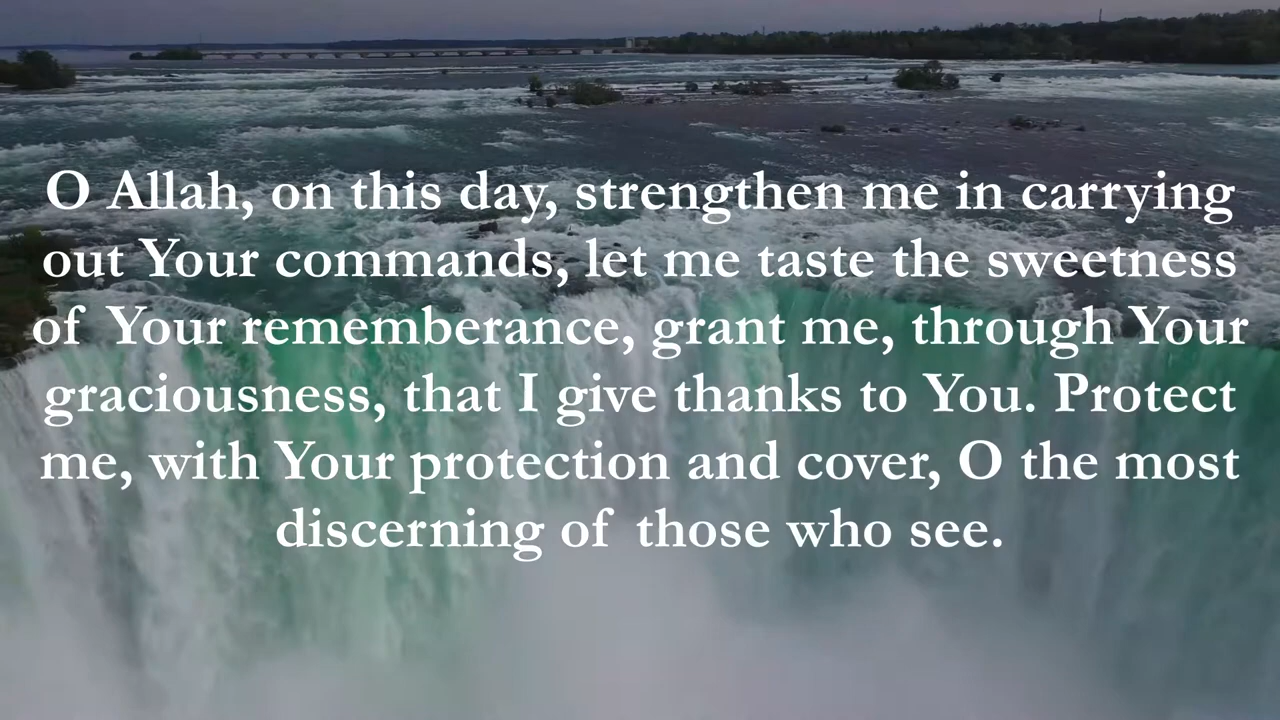 O Allah, on this day, strengthen me in carrying
out Your commands, let me taste the sweetness
of Your rememberance, grant me, through Your
graciousness, that I give thanks to You. Protect
me, with Your protection and cover, O the most
discerning of those who see.